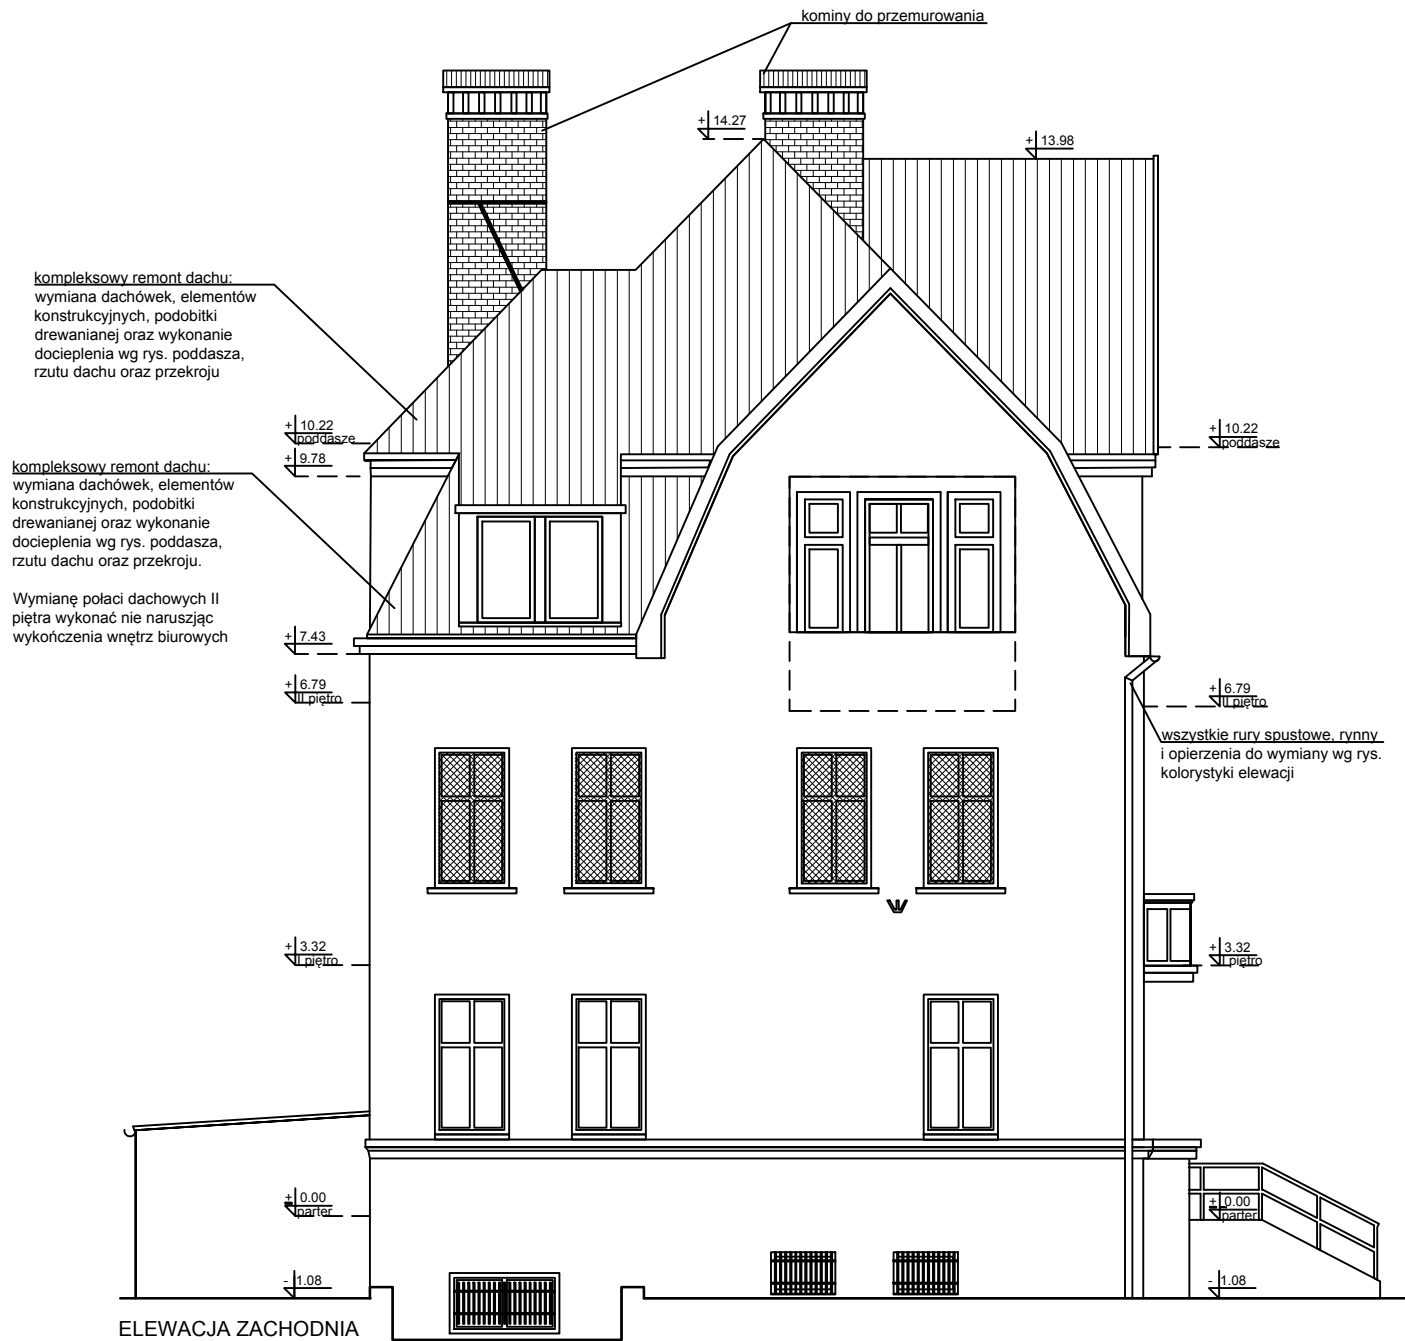 kominy do przemurowania
+ 14.27
+ 13.98
kompleksowy remont dachu:
wymiana dachówek, elementów
konstrukcyjnych, podobitki
drewanianej oraz wykonanie
docieplenia wg rys. poddasza,
rzutu dachu oraz przekroju
+ 10.22
poddasze
+ 10.22
poddasze
+ 9.78
kompleksowy remont dachu:
wymiana dachówek, elementów
konstrukcyjnych, podobitki
drewanianej oraz wykonanie
docieplenia wg rys. poddasza,
rzutu dachu oraz przekroju.
Wymianę połaci dachowych II
piętra wykonać nie naruszjąc
wykończenia wnętrz biurowych
+ 7.43
+ 6.79
II piętro
+ 6.79
II piętro
wszystkie rury spustowe, rynny
i opierzenia do wymiany wg rys.
kolorystyki elewacji
+ 3.32
I piętro
+ 3.32
I piętro
± 0.00
parter
± 0.00
parter
- 1.08
- 1.08
ELEWACJA ZACHODNIA